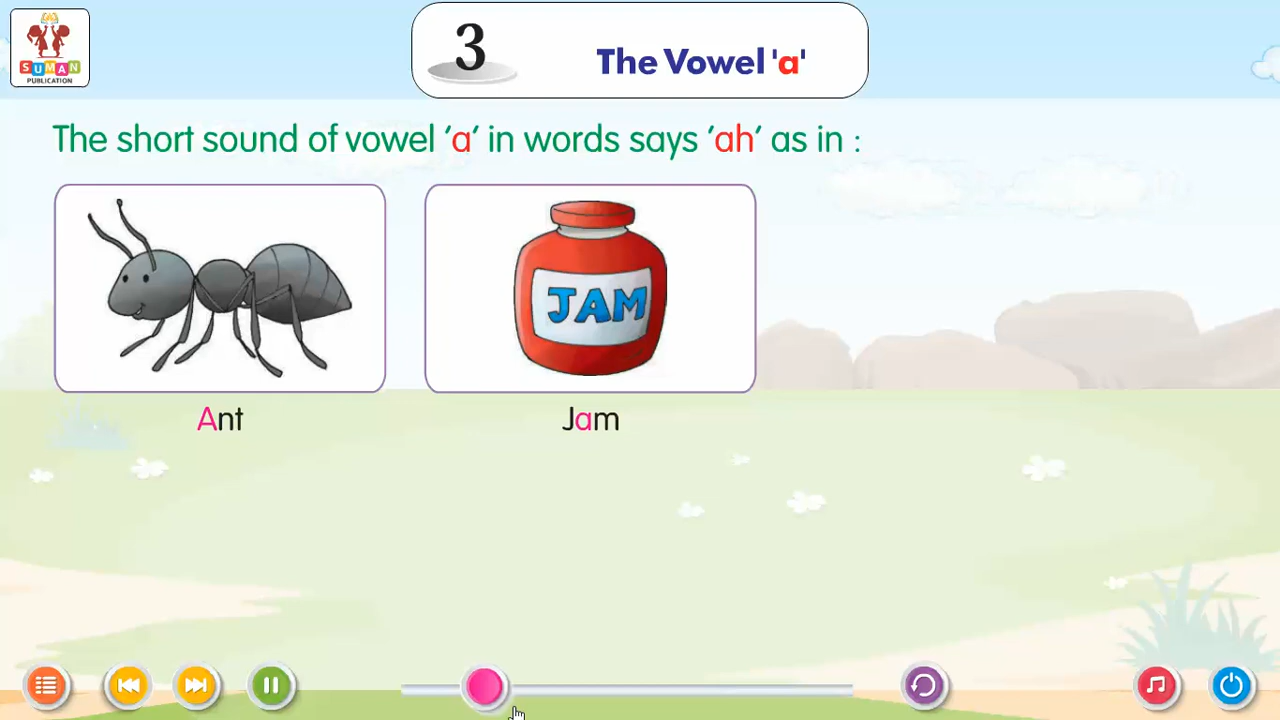 SUMAN
PUBLICATION
3
The Vowel 'a'
The short sound of vowel 'a' in words says 'ah' as in :
JAM
Ant
Jam